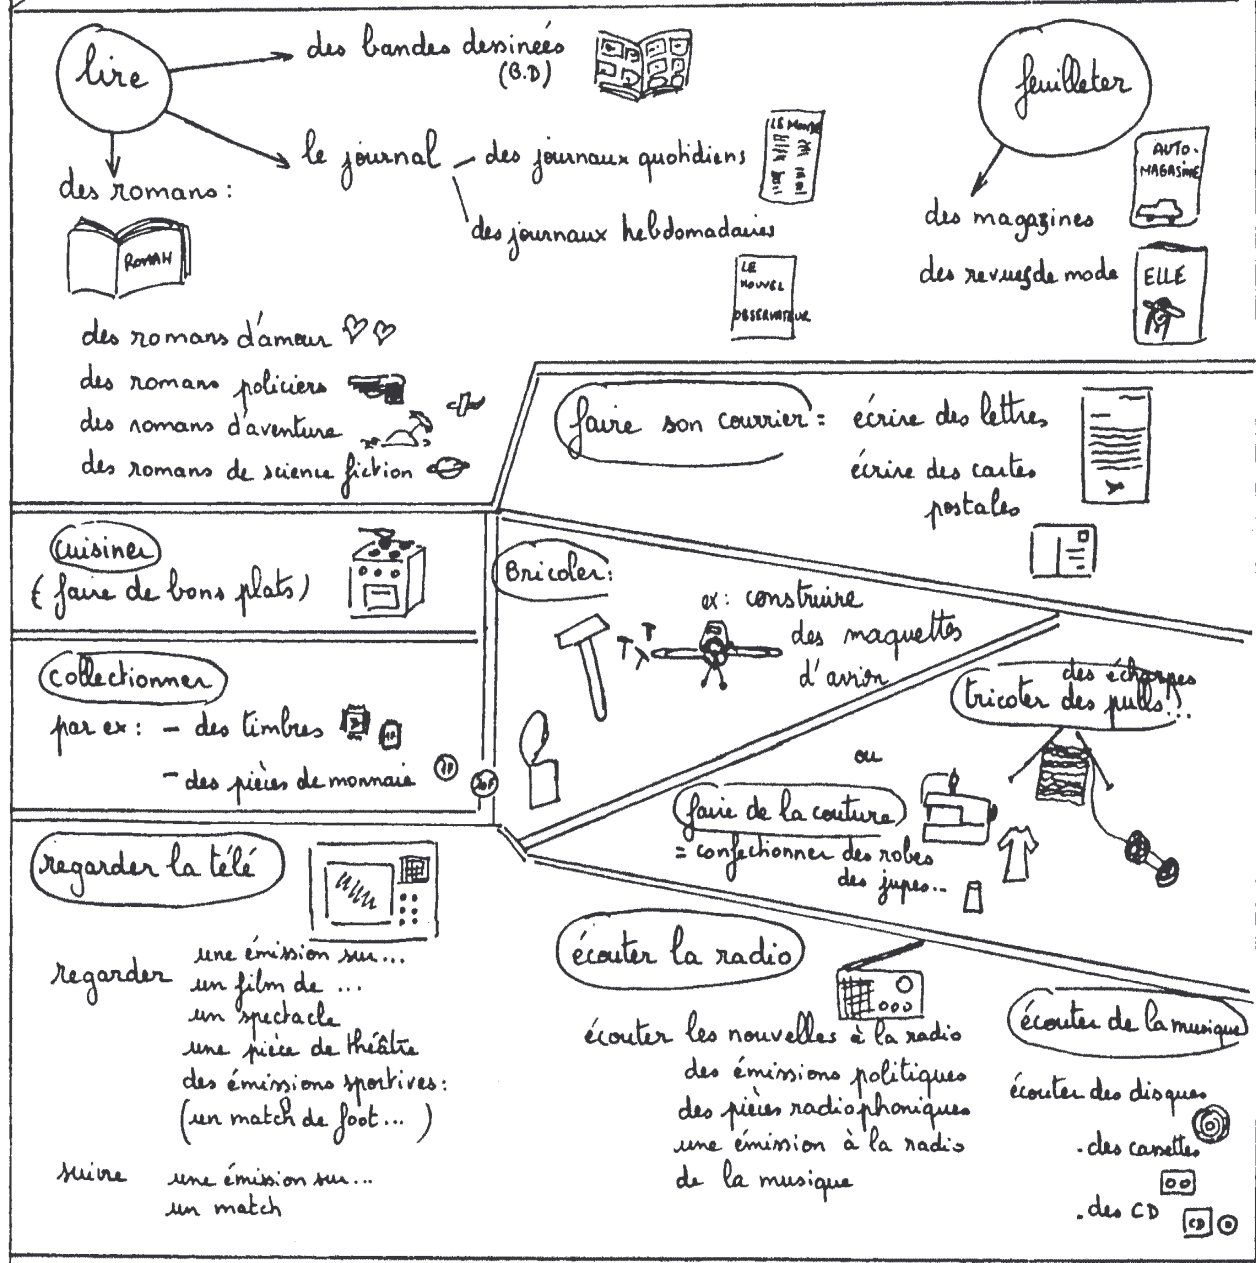 lire
des bandes dessinées
(B.D)
le journal - des journaux quotidiens
LE MONDE
des journaux hebdomadaires
LE
NOUVEL
OBSERVATEUR
des romans :
ROMAN
des romans d'amour
des romans policiers
des romans d'aventure
des romans de science fiction
feuilleter
AUTO-
MAGASINE
des magazines
des revues de mode
ELLE
faire son courrier = écrire des lettres
écrire des cartes
postales
cuisiner
(faire de bons plats)
collectionner
par ex : - des timbres
- des pièces de monnaie
Bricoler :
ex : construire
des maquettes
d'avion
des écharpes
tricoter des pulls...
ou
faire de la couture
= confectionner des robes
des jupes...
regarder la télé
regarder une émission sur...
un film de ...
un spectacle
une pièce de théâtre
des émissions sportives :
(un match de foot... )
suivre une émission sur...
un match
écouter la radio
écouter les nouvelles à la radio
des émissions politiques
des pièces radiophoniques
une émission à la radio
de la musique
écouter de la musique
écouter des disques
. des cassettes
. des CD
CD